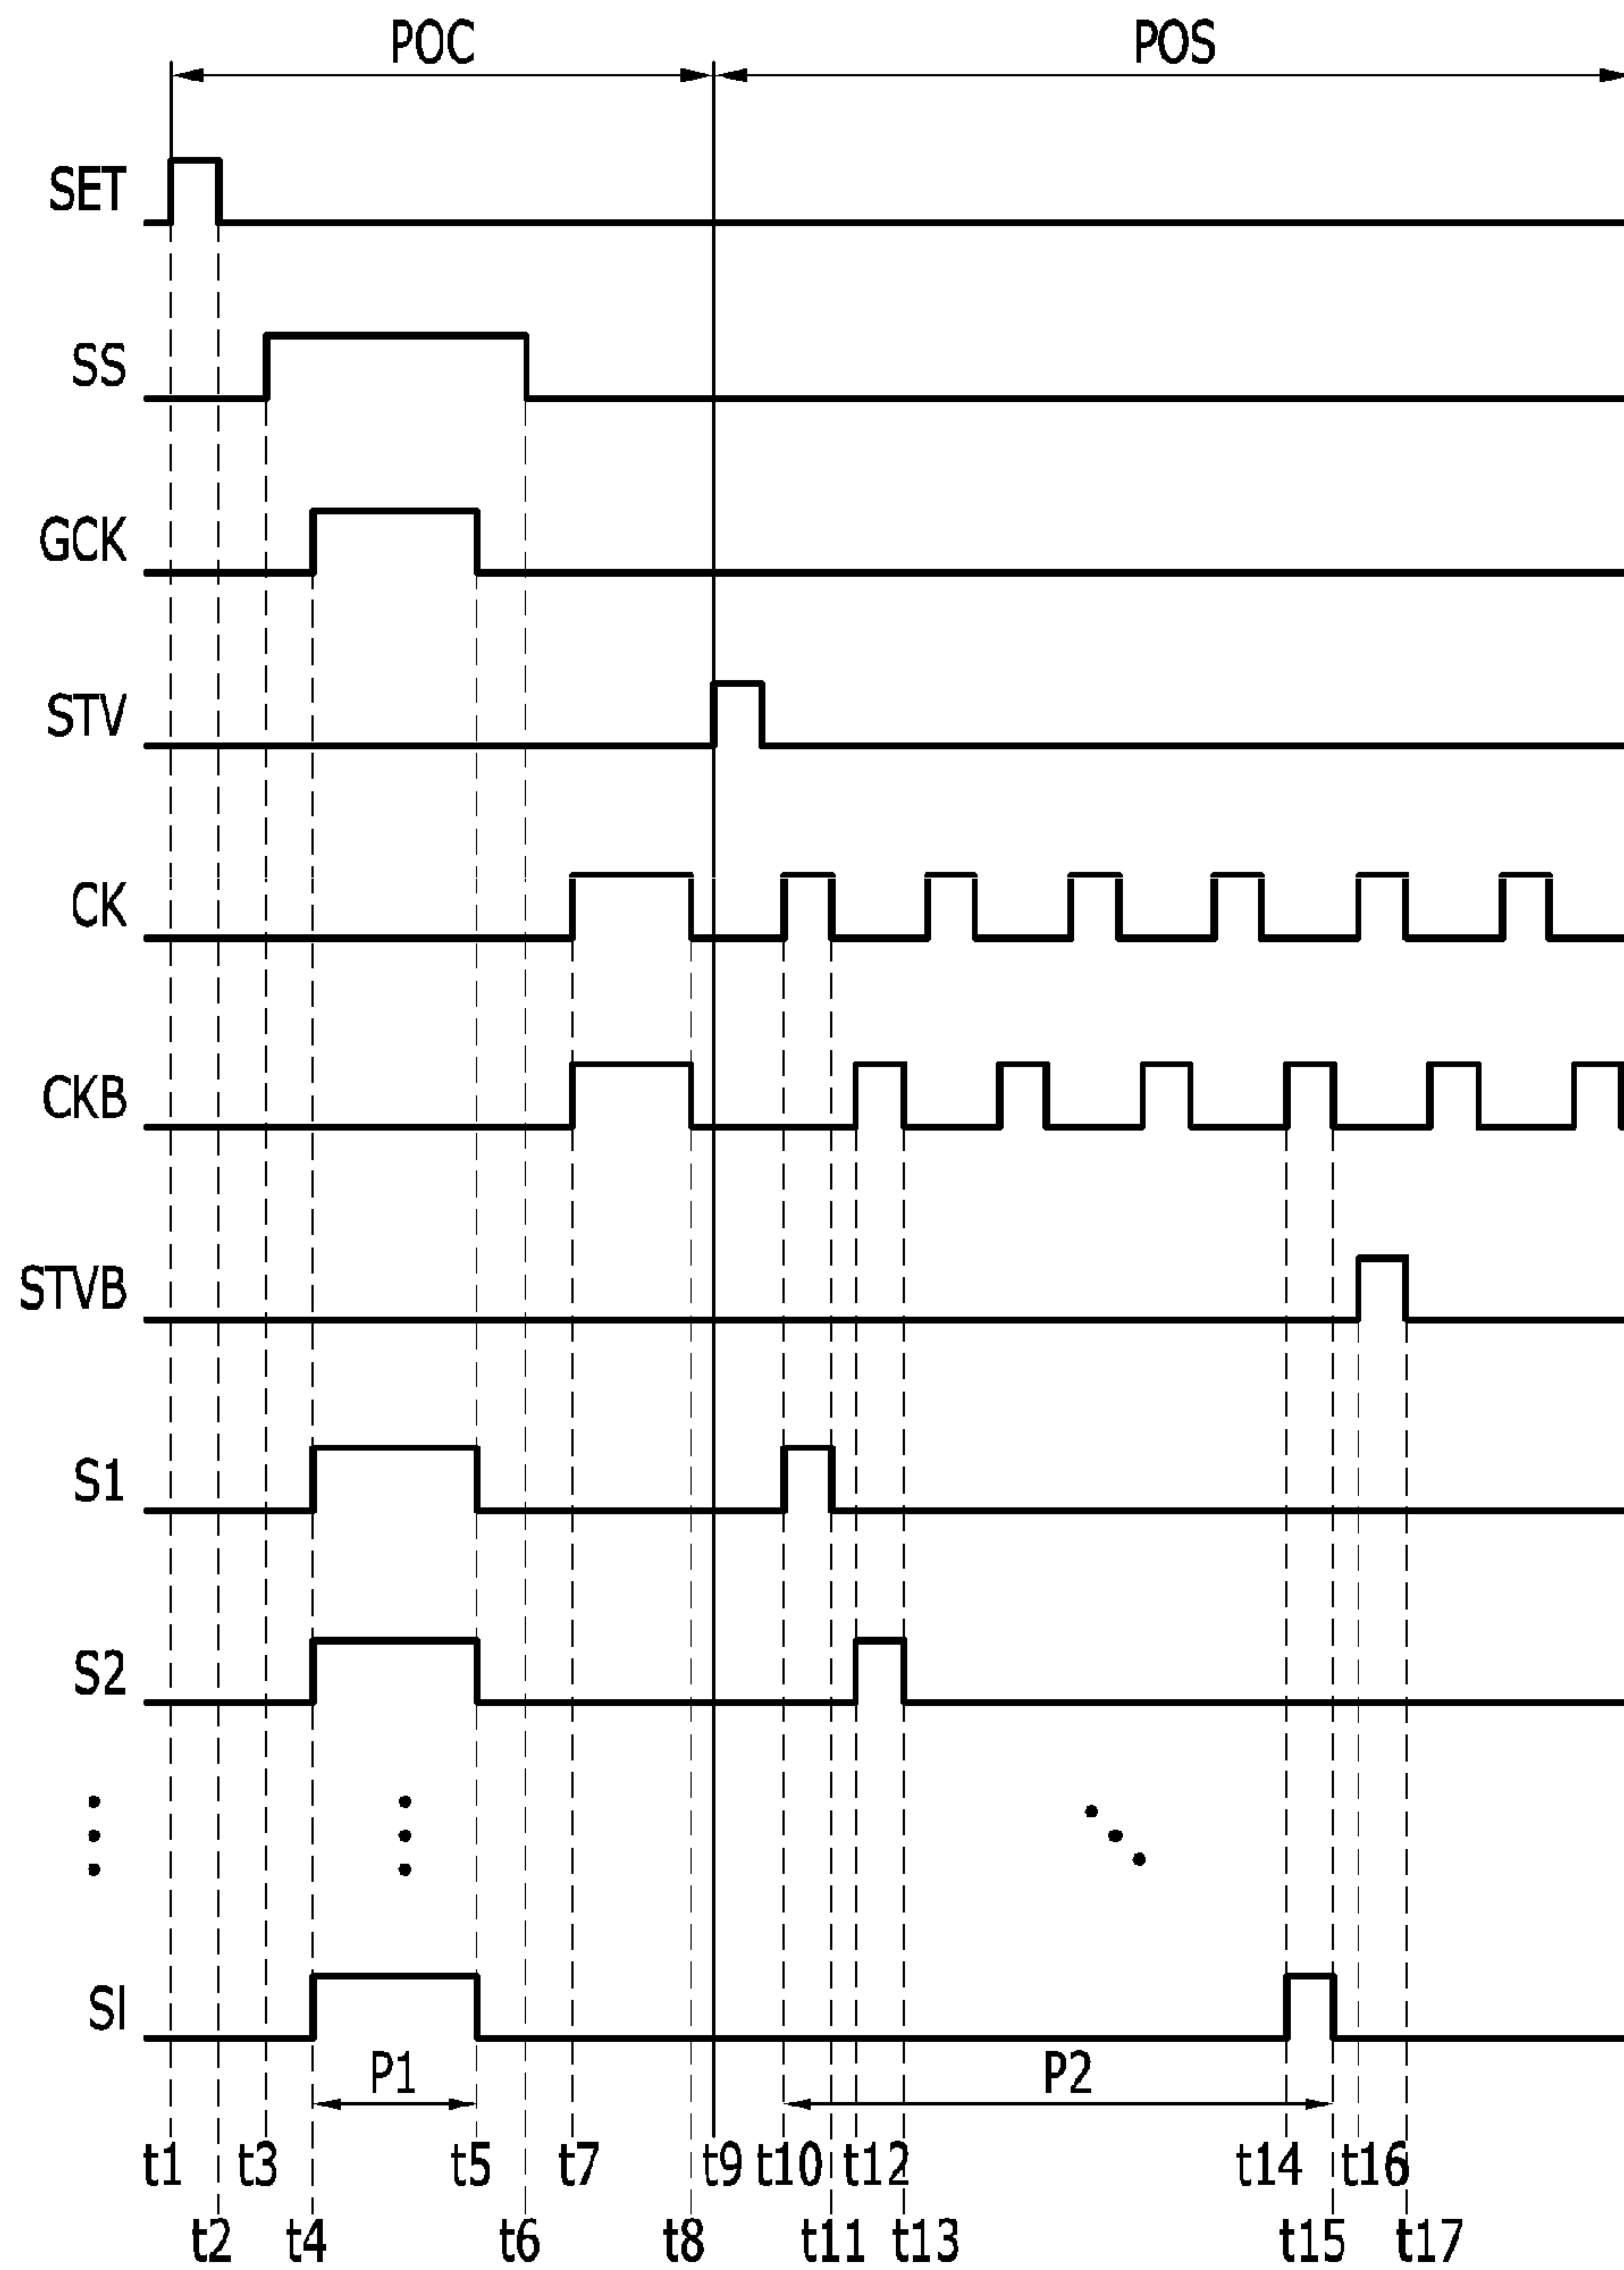 POC POS
SET
SS
GCK
STV
CK
CKB
STVB
S1
S2
SI
P1 P2
t1 t3 t5 t7 t9 t10 t12 t14 t16
t2 t4 t6 t8 t11 t13 t15 t17